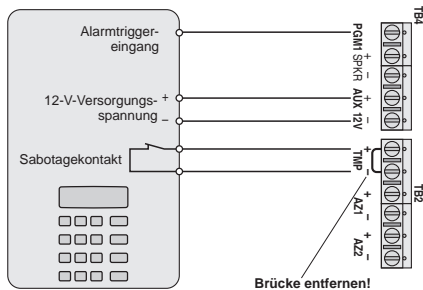 Alarmtrigger-
eingang
12-V-Versorgungs-
spannung
+
–
Sabotagekontakt
TB4
PGM1
SPKR
+
–
AUX 12V
+
–
TMP
+
–
TB2
AZ1
+
–
AZ2
+
–
Brücke entfernen!